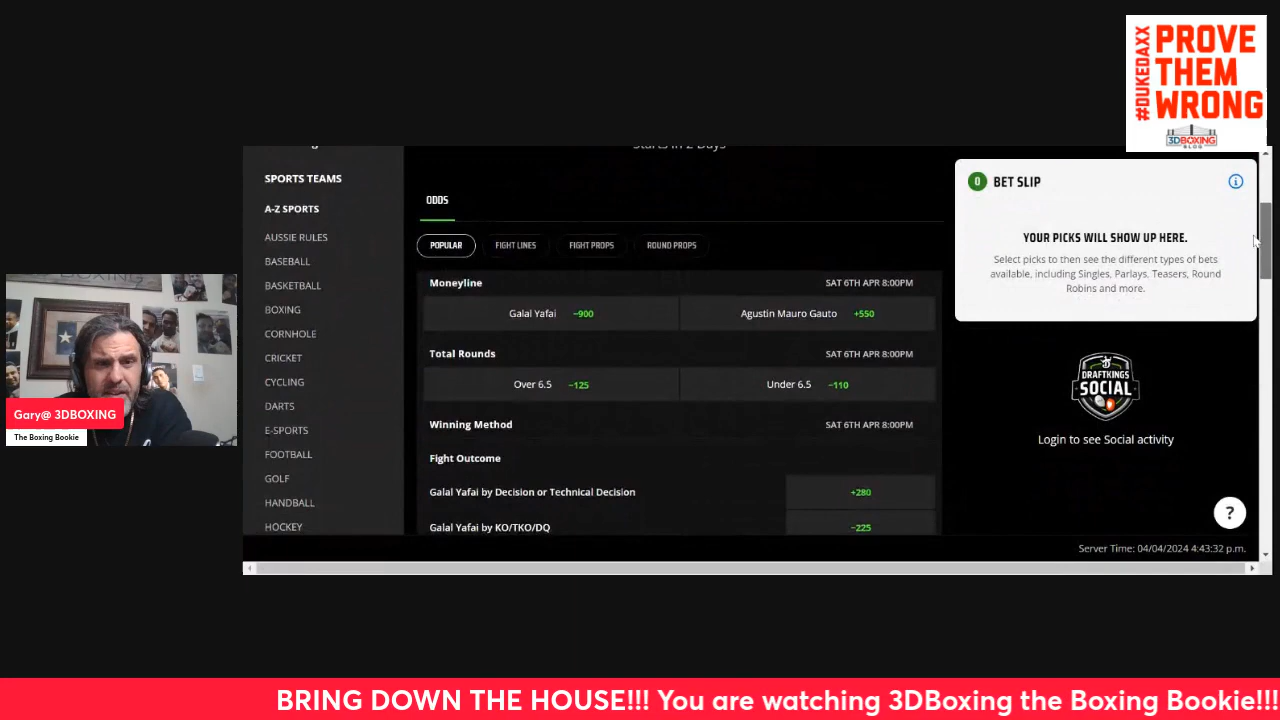 #DUKEDAXX
PROVE
THEM
WRONG
3DBOXING
BLOG
Starts in 2 Days
SPORTS TEAMS
A-Z SPORTS
AUSSIE RULES
BASEBALL
BASKETBALL
BOXING
CORNHOLE
CRICKET
CYCLING
DARTS
E-SPORTS
FOOTBALL
GOLF
HANDBALL
HOCKEY
ODDS
POPULAR FIGHT LINES FIGHT PROPS ROUND PROPS
Moneyline SAT 6TH APR 8:00PM
Galal Yafai −900 Agustin Mauro Gauto +550
Total Rounds SAT 6TH APR 8:00PM
Over 6.5 −125 Under 6.5 −110
Winning Method SAT 6TH APR 8:00PM
Fight Outcome
Galal Yafai by Decision or Technical Decision +280
Galal Yafai by KO/TKO/DQ −225
0 BET SLIP
YOUR PICKS WILL SHOW UP HERE.
Select picks to then see the different types of bets
available, including Singles, Parlays, Teasers, Round
Robins and more.
DRAFTKINGS
SOCIAL
Login to see Social activity
?
Server Time: 04/04/2024 4:43:32 p.m.
Gary@ 3DBOXING
The Boxing Bookie
BRING DOWN THE HOUSE!!! You are watching 3DBoxing the Boxing Bookie!!!